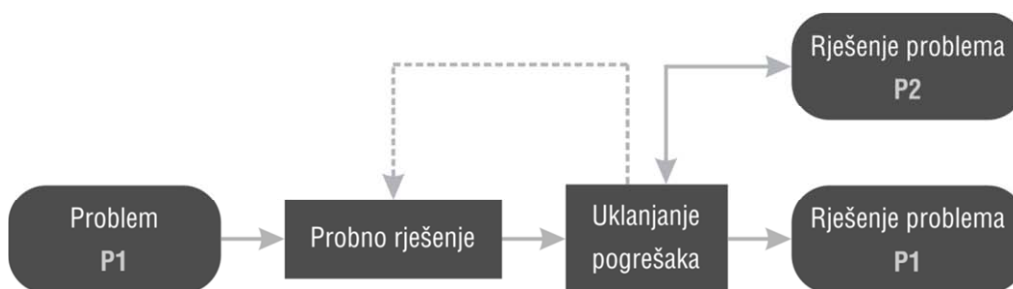 Rješenje problema
P2
Problem
P1
Probno rješenje
Uklanjanje
pogrešaka
Rješenje problema
P1